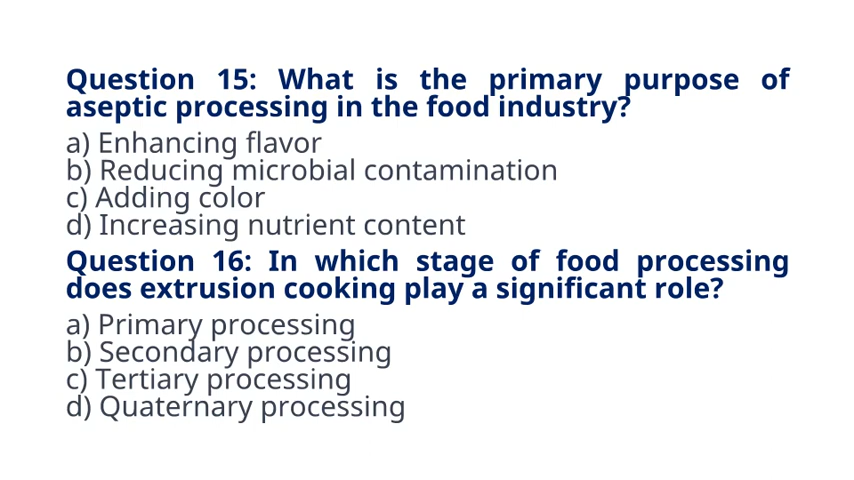 Question 15: What is the primary purpose of
aseptic processing in the food industry?
a) Enhancing flavor
b) Reducing microbial contamination
c) Adding color
d) Increasing nutrient content
Question 16: In which stage of food processing
does extrusion cooking play a significant role?
a) Primary processing
b) Secondary processing
c) Tertiary processing
d) Quaternary processing